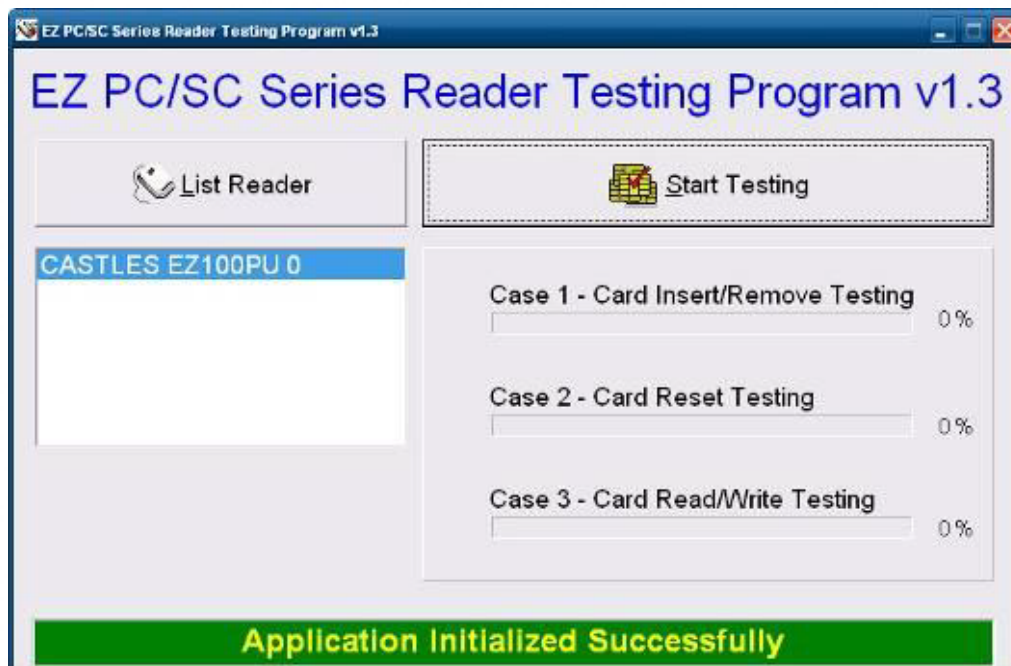 EZ PC/SC Series Reader Testing Program v1.3
EZ PC/SC Series Reader Testing Program v1.3
List Reader
Start Testing
CASTLES EZ100PU 0
Case 1 - Card Insert/Remove Testing
0 %
Case 2 - Card Reset Testing
0 %
Case 3 - Card Read/Write Testing
0 %
Application Initialized Successfully